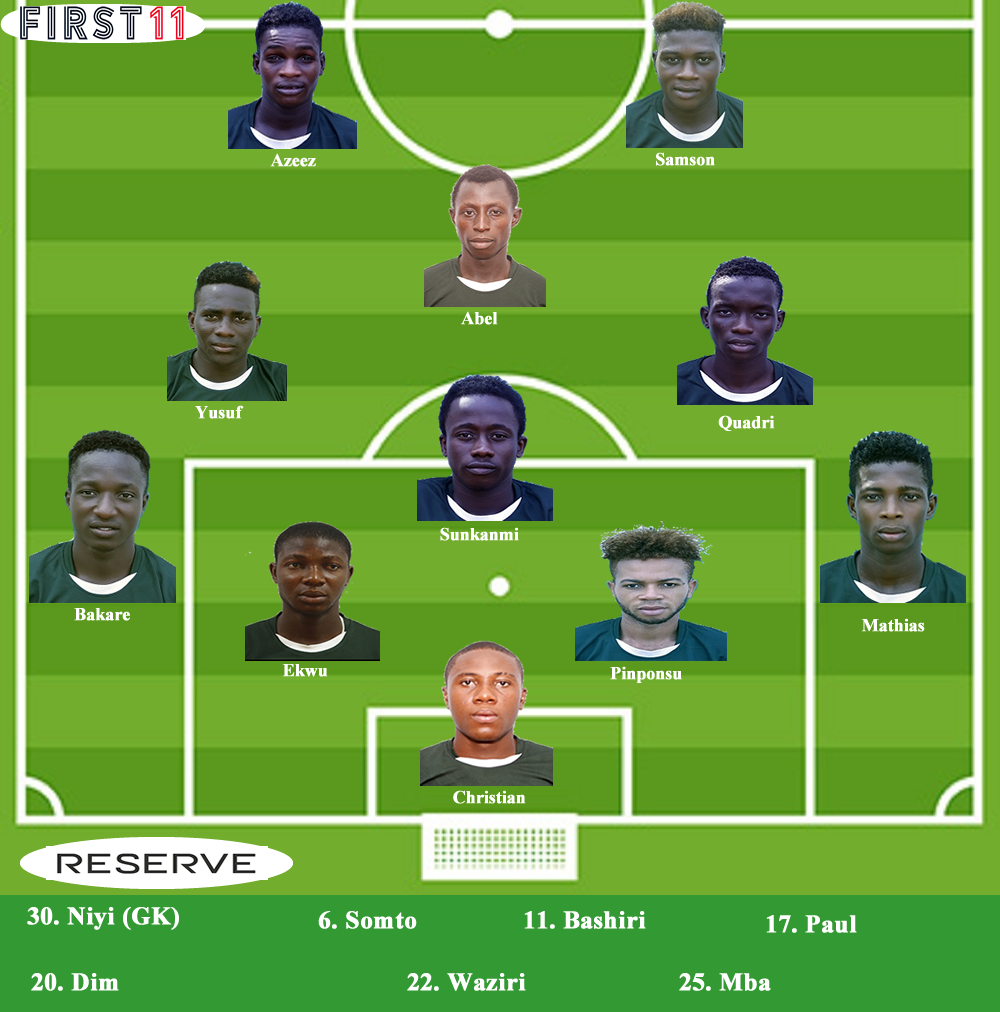 FIRST11
Azeez
Samson
Abel
Yusuf
Quadri
Sunkanmi
Bakare
Mathias
Ekwu
Pinponsu
Christian
RESERVE
30. Niyi (GK)
6. Somto
11. Bashiri
17. Paul
20. Dim
22. Waziri
25. Mba